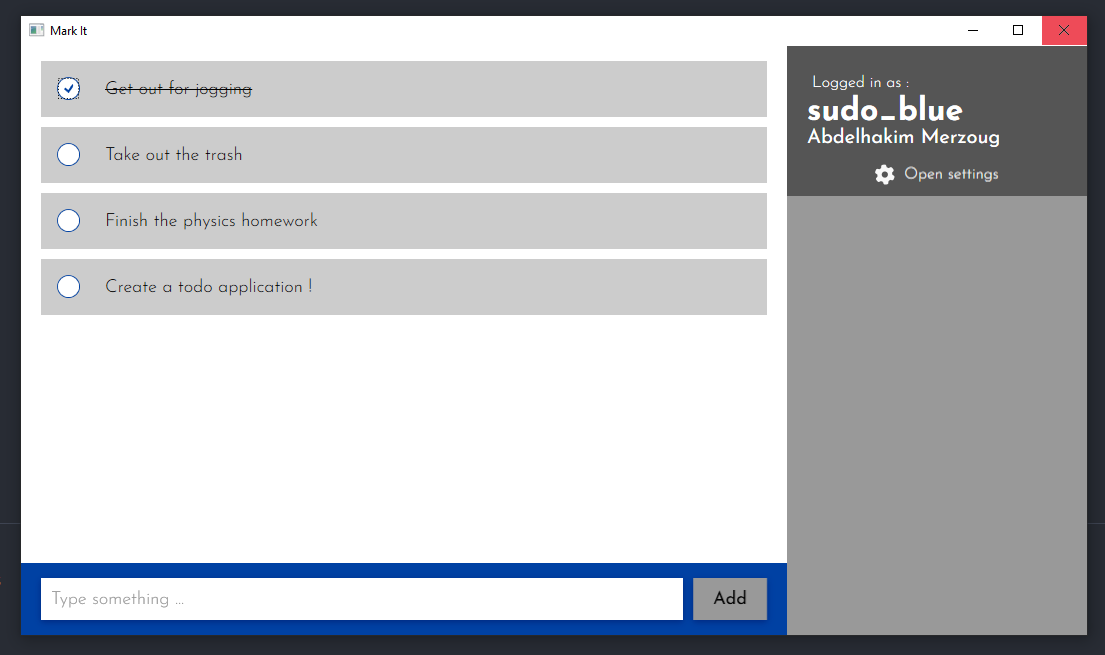 Mark It
Get out for jogging
Take out the trash
Finish the physics homework
Create a todo application !
Type something ...
Add
Logged in as :
sudo_blue
Abdelhakim Merzoug
Open settings